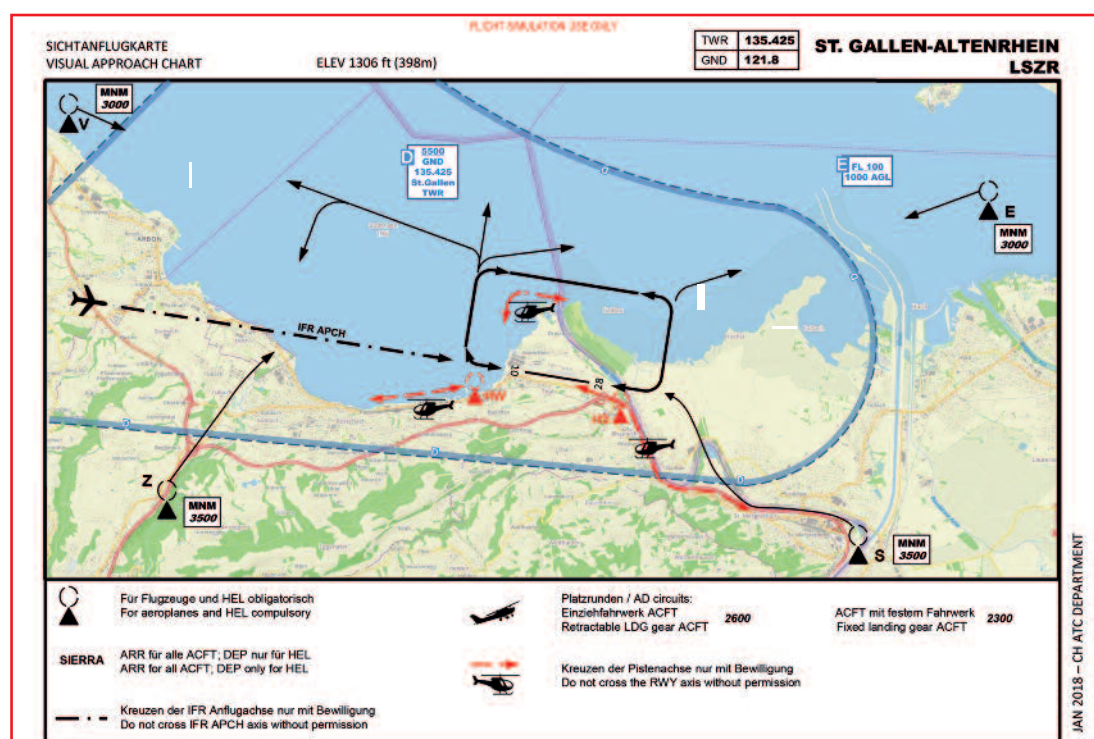 FLIGHT SIMULATION USE ONLY
SICHTANFLUGKARTE
VISUAL APPROACH CHART
ELEV 1306 ft (398m)
TWR 135.425
GND 121.8
ST. GALLEN-ALTENRHEIN
LSZR
MNM
3000
V
D
5500
GND
135.425
St.Gallen
TWR
E
FL 100
1000 AGL
E
MNM
3000
ARBON
IFR APCH
10
28
HW
Z
MNM
3500
S
MNM
3500
Für Flugzeuge und HEL obligatorisch
For aeroplanes and HEL compulsory
SIERRA
ARR für alle ACFT; DEP nur für HEL
ARR for all ACFT; DEP only for HEL
Kreuzen der IFR Anflugachse nur mit Bewilligung
Do not cross IFR APCH axis without permission
Platzrunden / AD circuits:
Einziehfahrwerk ACFT
Retractable LDG gear ACFT
2600
ACFT mit festem Fahrwerk
Fixed landing gear ACFT
2300
Kreuzen der Pistenachse nur mit Bewilligung
Do not cross the RWY axis without permission
JAN 2018 – CH ATC DEPARTMENT